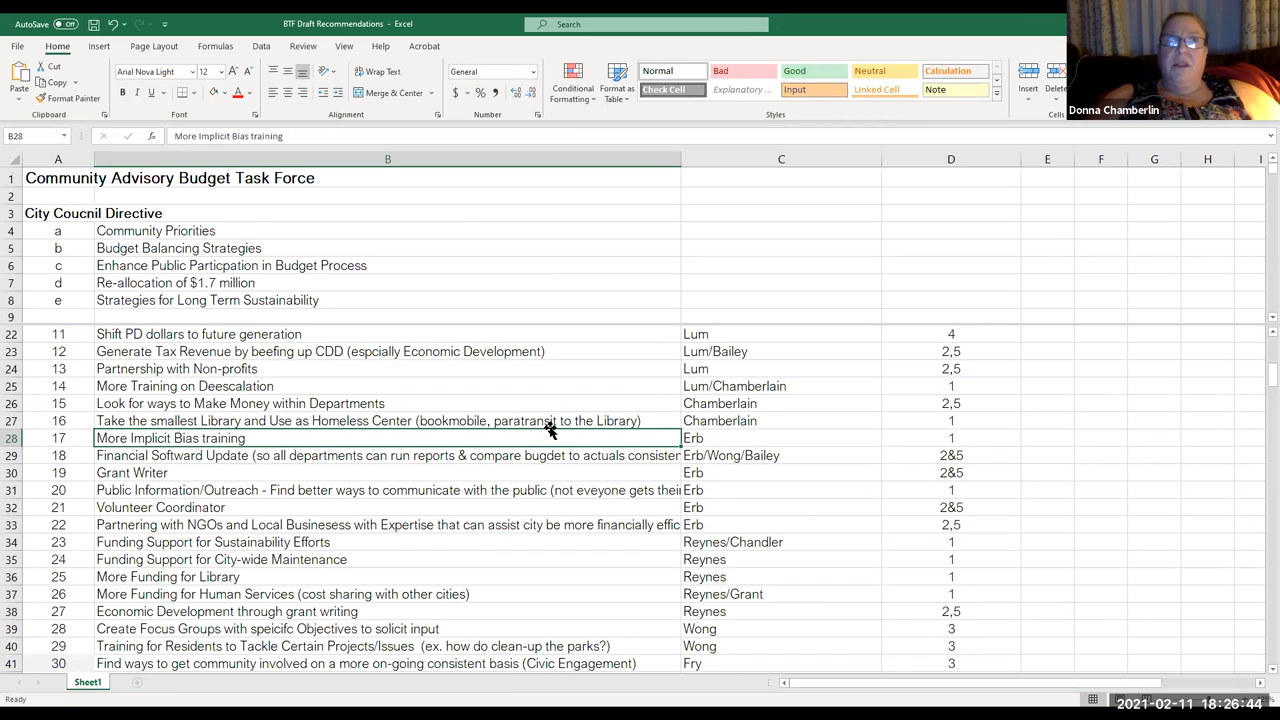 AutoSave Off BTF Draft Recommendations - Excel Search
File Home Insert Page Layout Formulas Data Review View Help Acrobat
Paste Cut Copy Format Painter Clipboard
Arial Nova Light 12 B I U Font
Wrap Text Merge & Center Alignment
General $ % Number
Conditional Formatting Format as Table
Normal Bad Good Neutral Calculation
Check Cell Explanatory ... Input Linked Cell Note
Styles
Insert Delete Cells
Donna Chamberlin
B28 fx More Implicit Bias training
A B C D E F G H I
1 Community Advisory Budget Task Force
2
3 City Coucnil Directive
4 a Community Priorities
5 b Budget Balancing Strategies
6 c Enhance Public Particpation in Budget Process
7 d Re-allocation of $1.7 million
8 e Strategies for Long Term Sustainability
9
22 11 Shift PD dollars to future generation Lum 4
23 12 Generate Tax Revenue by beefing up CDD (espcially Economic Development) Lum/Bailey 2,5
24 13 Partnership with Non-profits Lum 2,5
25 14 More Training on Deescalation Lum/Chamberlain 1
26 15 Look for ways to Make Money within Departments Chamberlain 2,5
27 16 Take the smallest Library and Use as Homeless Center (bookmobile, paratransit to the Library) Chamberlain 1
28 17 More Implicit Bias training Erb 1
29 18 Financial Softward Update (so all departments can run reports & compare bugdet to actuals consisten Erb/Wong/Bailey 2&5
30 19 Grant Writer Erb 2&5
31 20 Public Information/Outreach - Find better ways to communicate with the public (not eveyone gets thei Erb 1
32 21 Volunteer Coordinator Erb 2&5
33 22 Partnering with NGOs and Local Businesess with Expertise that can assist city be more financially effic Erb 2,5
34 23 Funding Support for Sustainability Efforts Reynes/Chandler 1
35 24 Funding Support for City-wide Maintenance Reynes 1
36 25 More Funding for Library Reynes 1
37 26 More Funding for Human Services (cost sharing with other cities) Reynes/Grant 1
38 27 Economic Development through grant writing Reynes 2,5
39 28 Create Focus Groups with speicifc Objectives to solicit input Wong 3
40 29 Training for Residents to Tackle Certain Projects/Issues (ex. how do clean-up the parks?) Wong 3
41 30 Find ways to get community involved on a more on-going consistent basis (Civic Engagement) Fry 3
Sheet1
Ready
2021-02-11 18:26:44